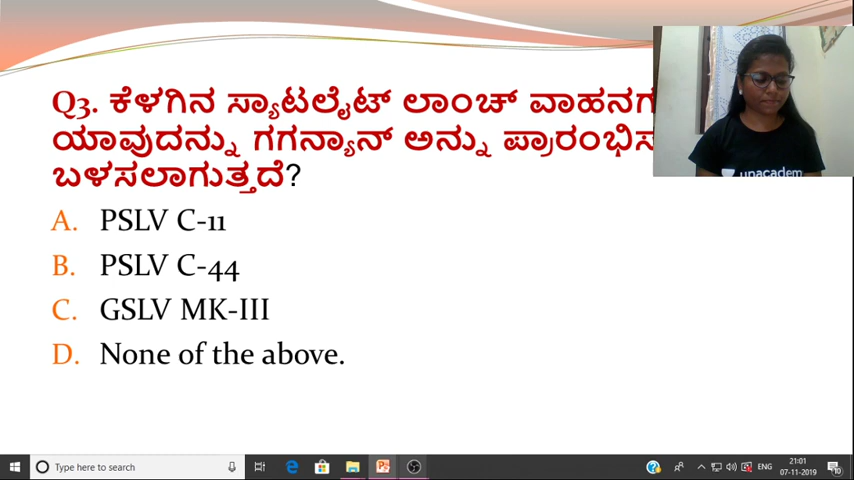 Q3. ಕೆಳಗಿನ ಸ್ಯಾಟಲೈಟ್ ಲಾಂಚ್
ಯಾವುದನ್ನು ಗಗನ್ಯಾನ್ ಅನ್ನು
ಬಳಸಲಾಗುತ್ತದೆ?
A. PSLV C-11
B. PSLV C-44
C. GSLV MK-III
D. None of the above.
Type here to search
ENG
21:01
07-11-2019